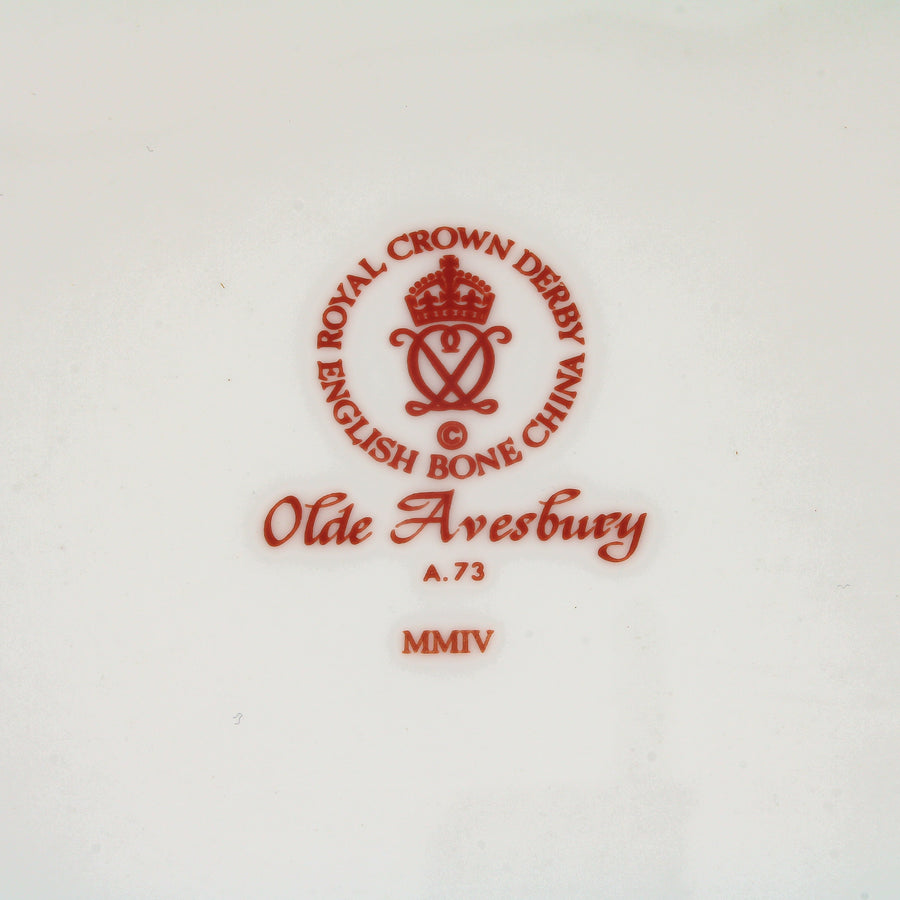 ROYAL CROWN DERBY
ENGLISH BONE CHINA
©
Olde Avesbury
A.73
MMIV